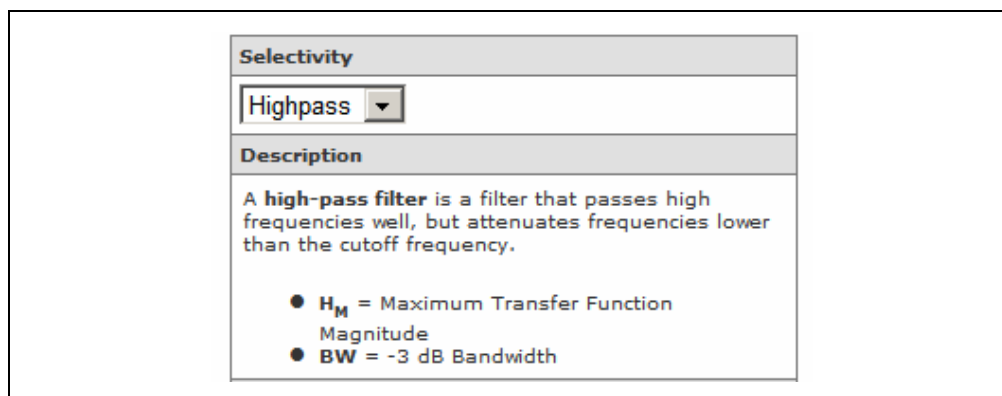 Selectivity
Highpass
Description
A high-pass filter is a filter that passes high
frequencies well, but attenuates frequencies lower
than the cutoff frequency.
● HM = Maximum Transfer Function
Magnitude
● BW = -3 dB Bandwidth